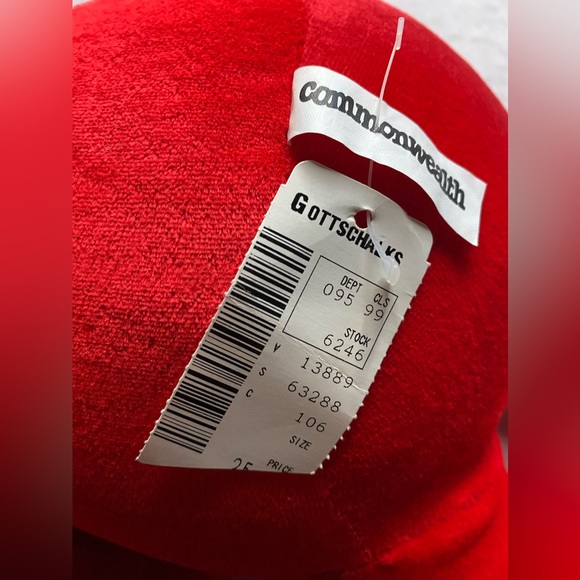 commonwealth
GOTTSCHALKS
DEPT CLS
095 99
STOCK
6246
V 13889
S 63288
C 106
SIZE
PRICE